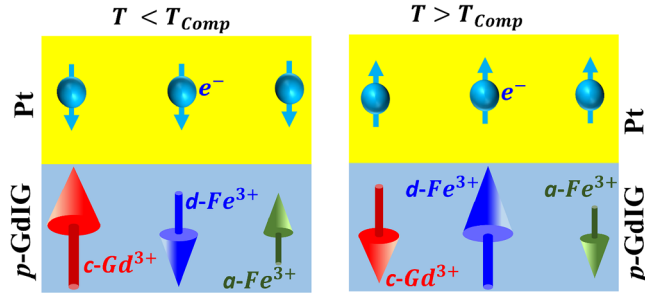 T < T_Comp
T > T_Comp
Pt
e⁻
e⁻
Pt
p-GdIG
c-Gd³⁺
d-Fe³⁺
a-Fe³⁺
c-Gd³⁺
d-Fe³⁺
a-Fe³⁺
p-GdIG